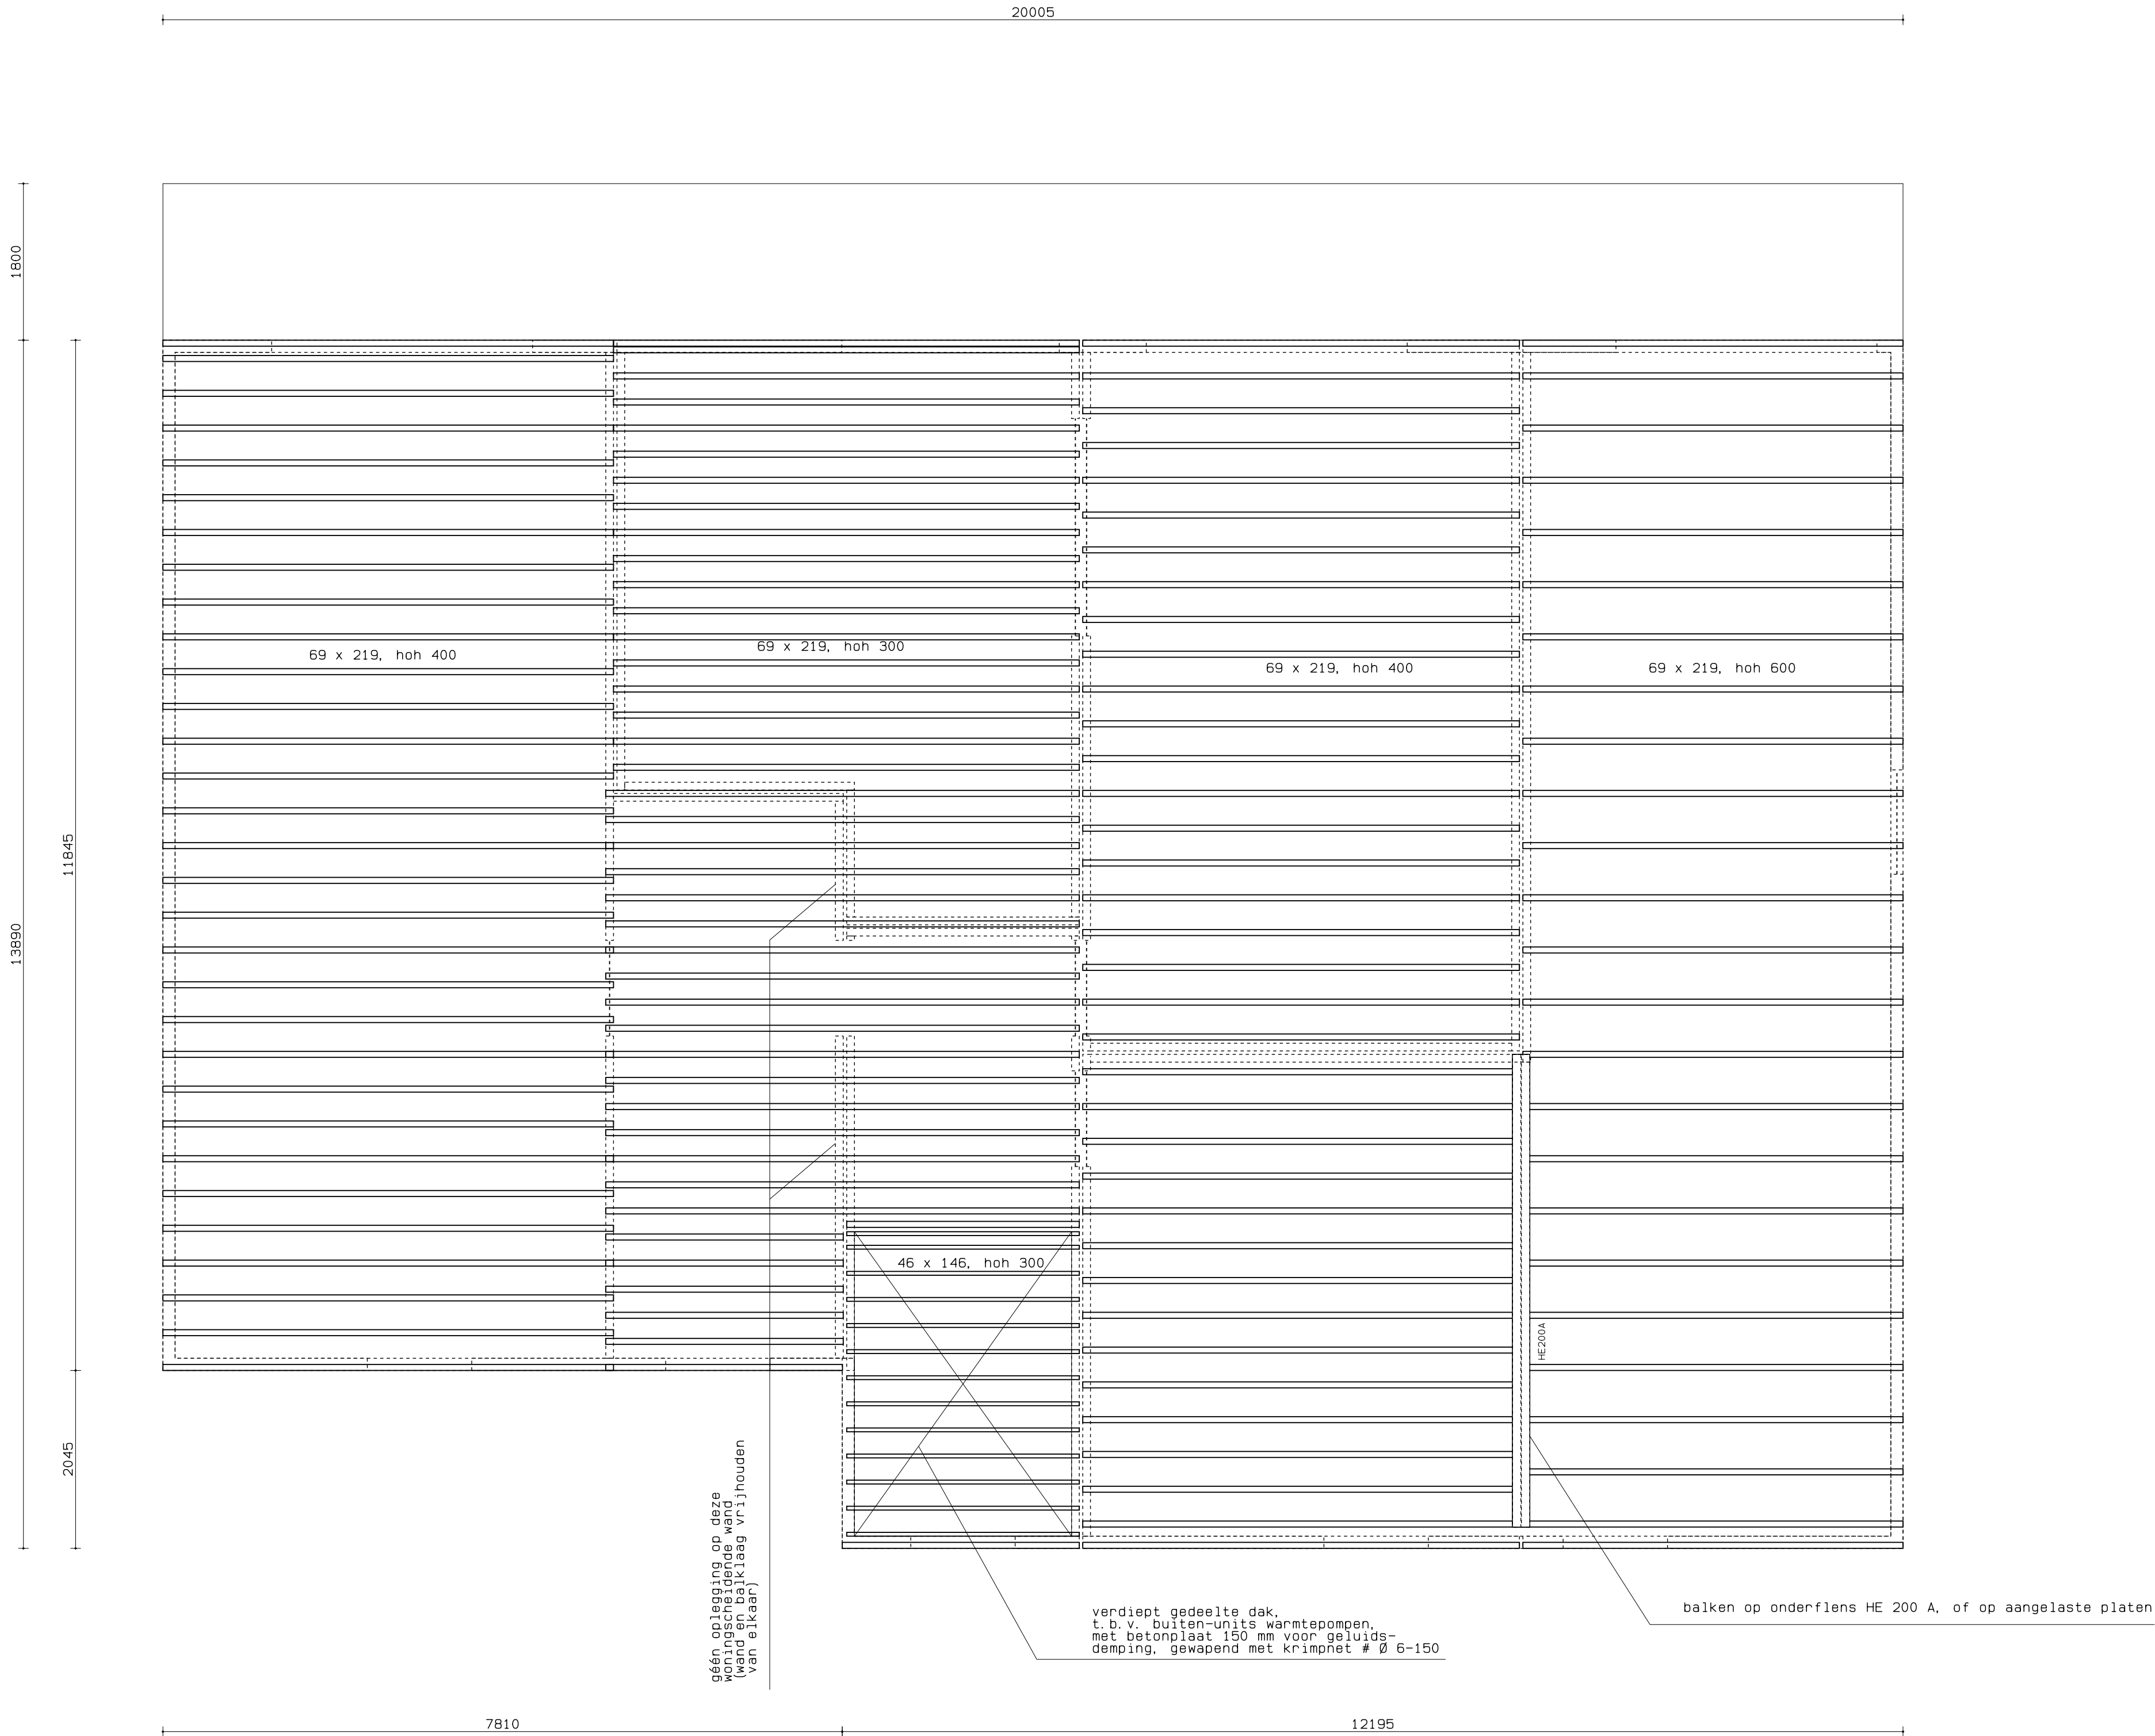 20005
1800
13890
11845
2045
69 x 219, hoh 400
69 x 219, hoh 300
69 x 219, hoh 400
69 x 219, hoh 600
46 x 146, hoh 300
HE200A
géén oplegging op deze
woningscheidende wand
(wand en balklaag vrijhouden
van elkaar)
verdiept gedeelte dak,
t.b.v. buiten-units warmtepompen,
met betonplaat 150 mm voor geluids-
demping, gewapend met krimpnet # Ø 6-150
balken op onderflens HE 200 A, of op aangelaste platen
7810
12195